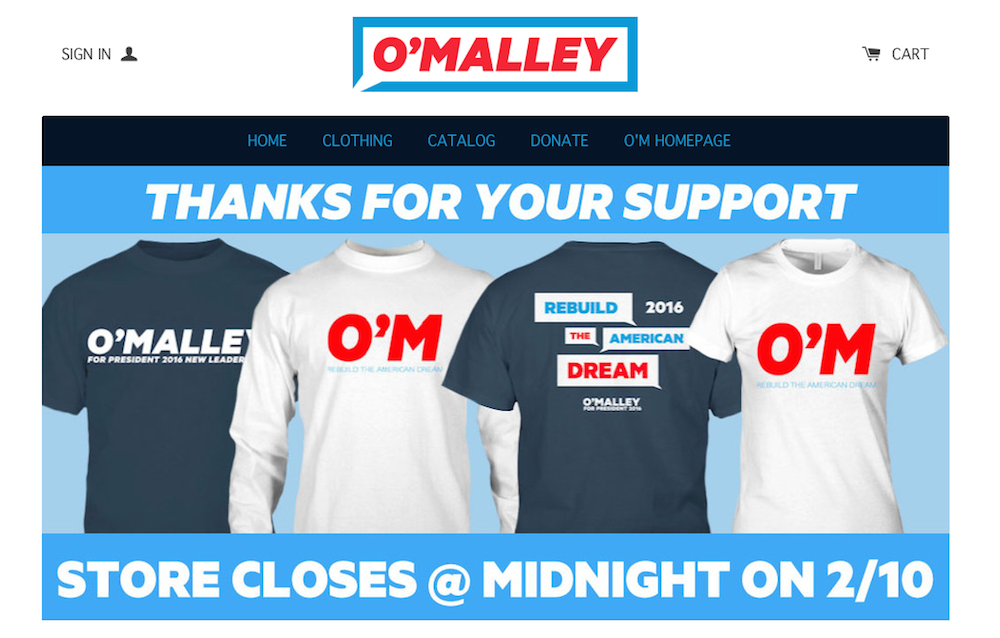 SIGN IN
O'MALLEY
CART
HOME CLOTHING CATALOG DONATE O'M HOMEPAGE
THANKS FOR YOUR SUPPORT
O'MALLEY
FOR PRESIDENT 2016 NEW LEADER
O'M
REBUILD THE AMERICAN DREAM
REBUILD 2016
THE AMERICAN
DREAM
O'MALLEY
FOR PRESIDENT 2016
O'M
REBUILD THE AMERICAN DREAM
STORE CLOSES @ MIDNIGHT ON 2/10